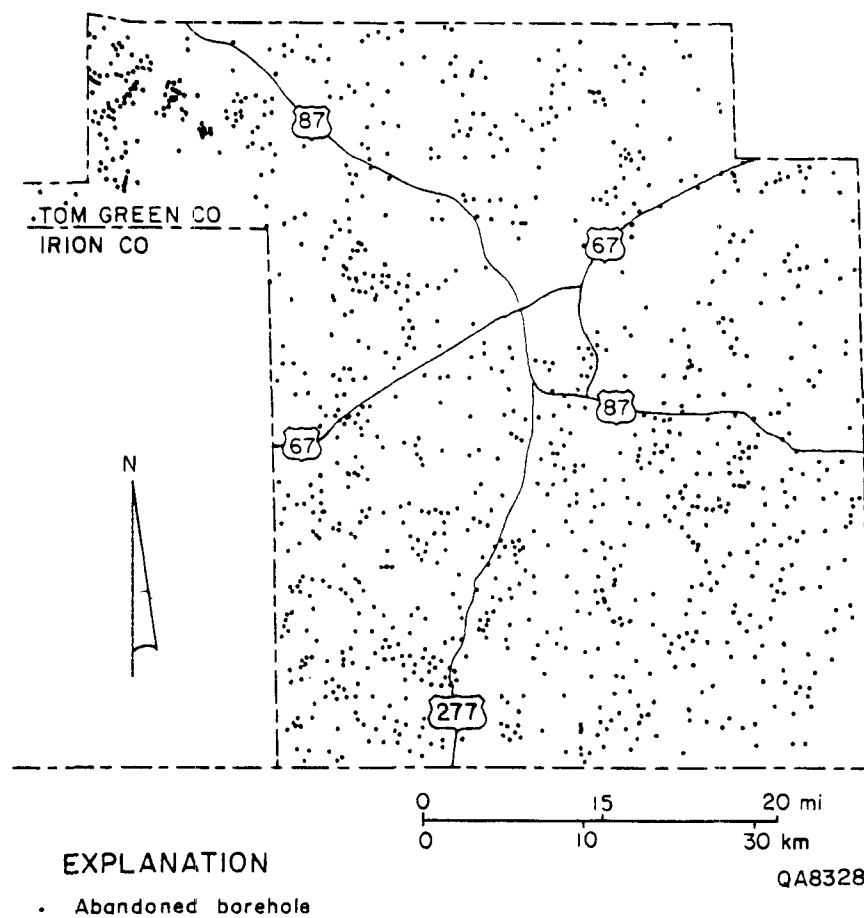 87
.TOM GREEN CO
IRION CO
67
87
67
N
277
0 15 20 mi
0 10 30 km
EXPLANATION
QA8328
. Abandoned borehole